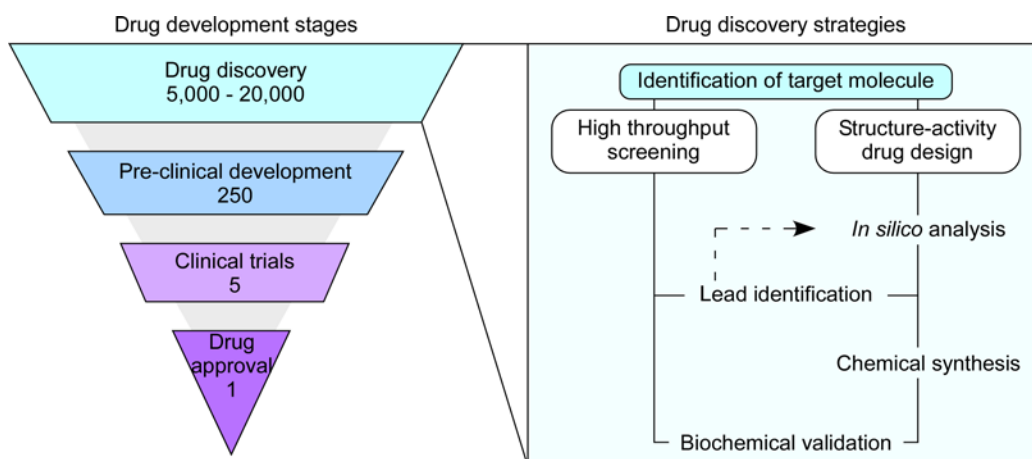 Drug development stages
Drug discovery
5,000 - 20,000
Pre-clinical development
250
Clinical trials
5
Drug
approval
1
Drug discovery strategies
Identification of target molecule
High throughput
screening
Structure-activity
drug design
In silico analysis
Lead identification
Chemical synthesis
Biochemical validation